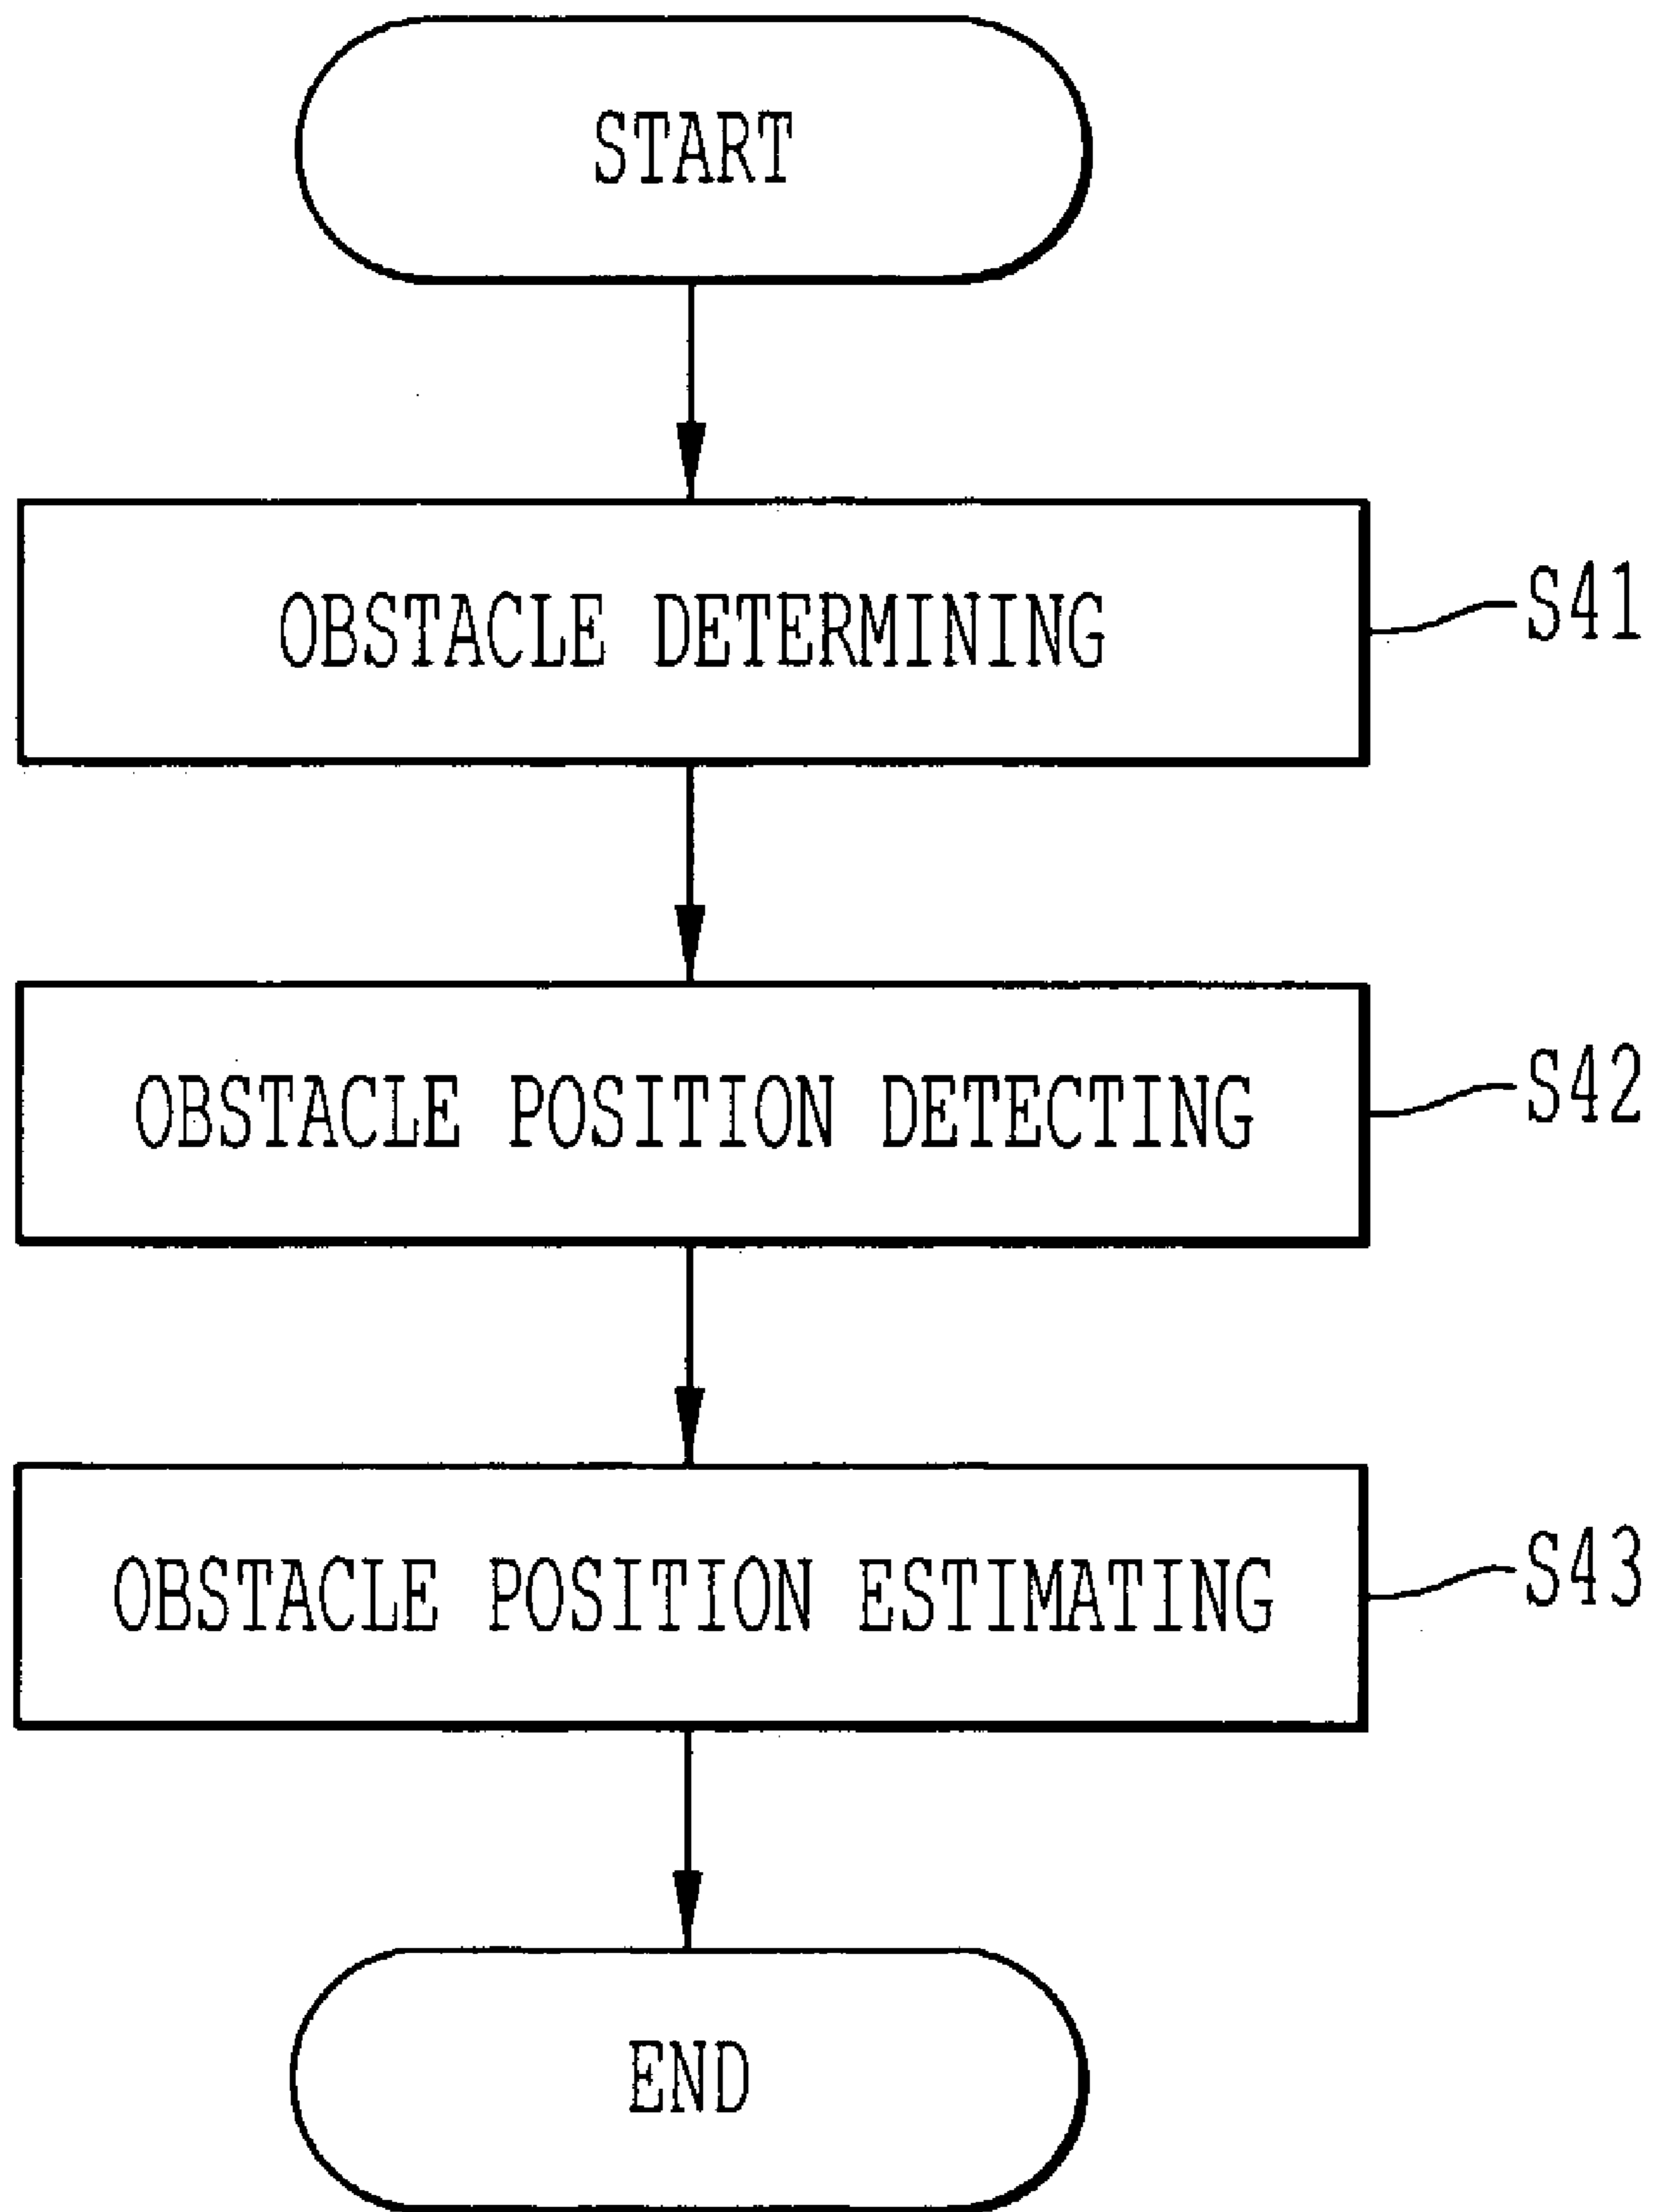 START
OBSTACLE DETERMINING
S41
OBSTACLE POSITION DETECTING
S42
OBSTACLE POSITION ESTIMATING
S43
END